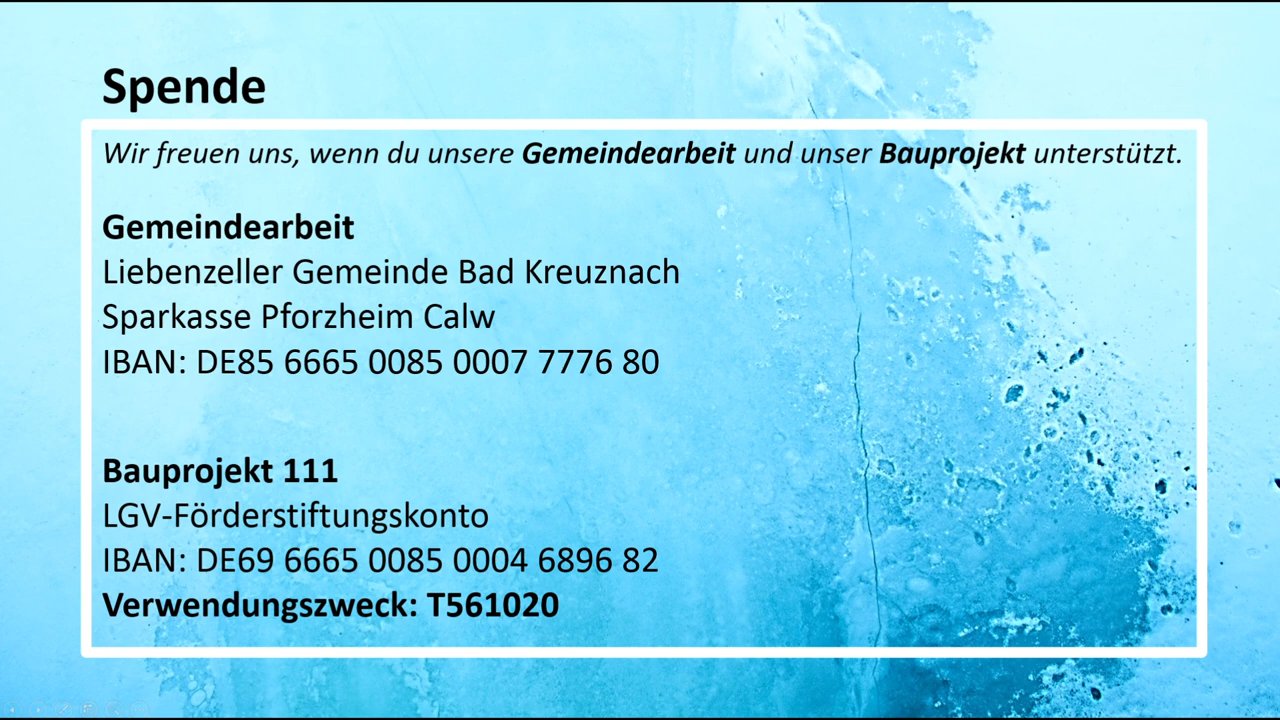 Spende
Wir freuen uns, wenn du unsere Gemeindearbeit und unser Bauprojekt unterstützt.
Gemeindearbeit
Liebenzeller Gemeinde Bad Kreuznach
Sparkasse Pforzheim Calw
IBAN: DE85 6665 0085 0007 7776 80
Bauprojekt 111
LGV-Förderstiftungskonto
IBAN: DE69 6665 0085 0004 6896 82
Verwendungszweck: T561020